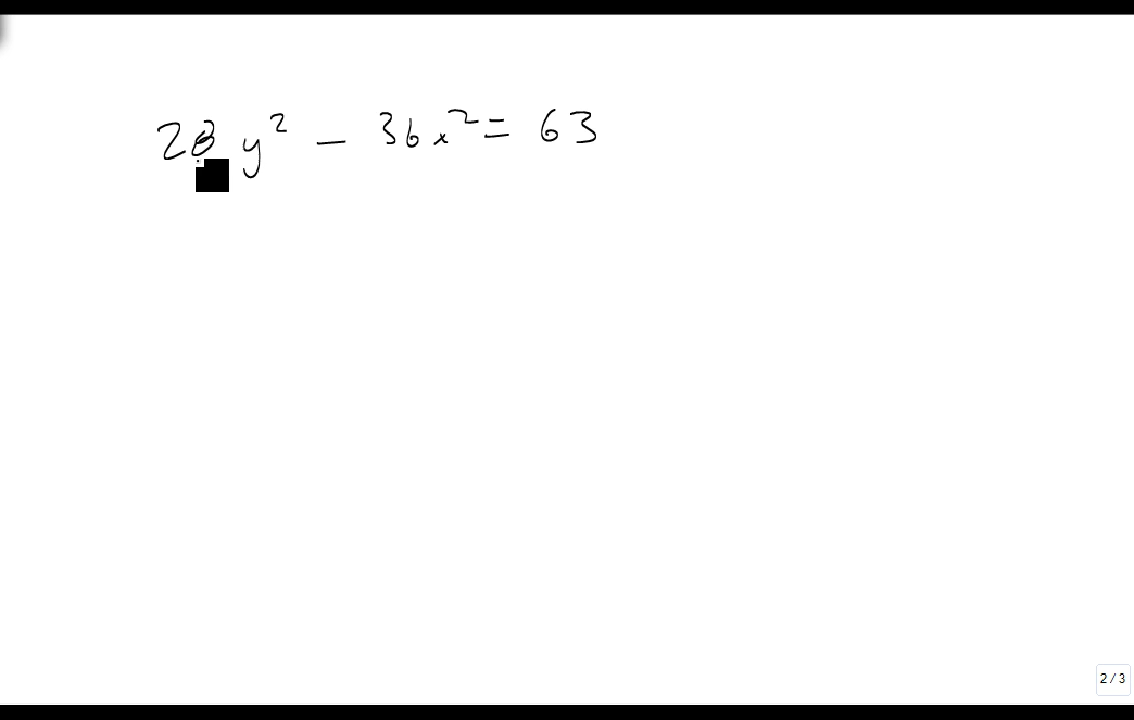 28y² - 36x² = 63
2/3